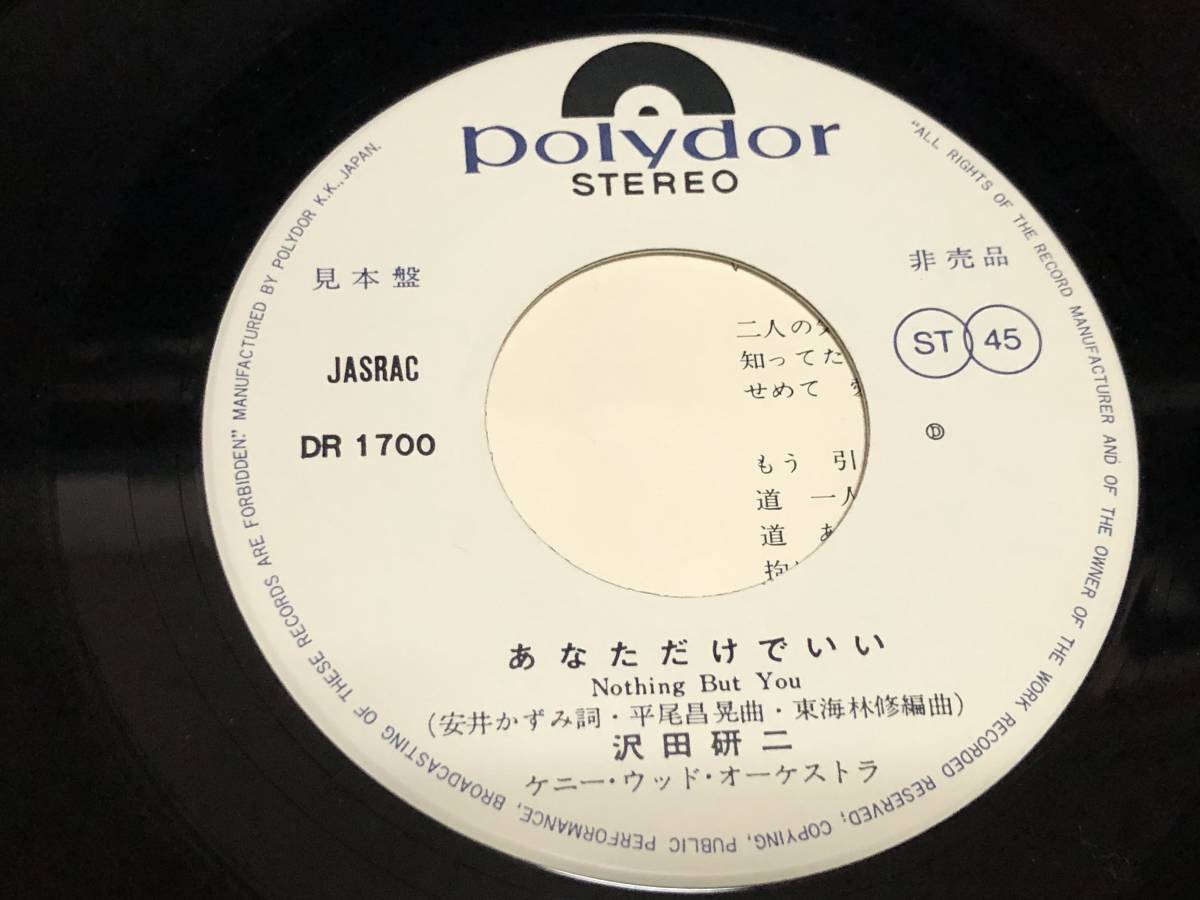 polydor
STEREO
見本盤
非売品
JASRAC
ST 45
DR 1700
Ⓓ
二人の
知ってた
せめて
もう 引
道 一人
道 あ
あなただけでいい
Nothing But You
(安井かずみ詞・平尾昌晃曲・東海林修編曲)
沢田研二
ケニー・ウッド・オーケストラ
"ALL RIGHTS OF THE RECORD MANUFACTURER AND OF THE OWNER OF THE WORK RECORDED RESERVED; COPYING, PUBLIC PERFORMANCE, BROADCASTING OF THESE RECORDS ARE FORBIDDEN." MANUFACTURED BY POLYDOR K.K., JAPAN.